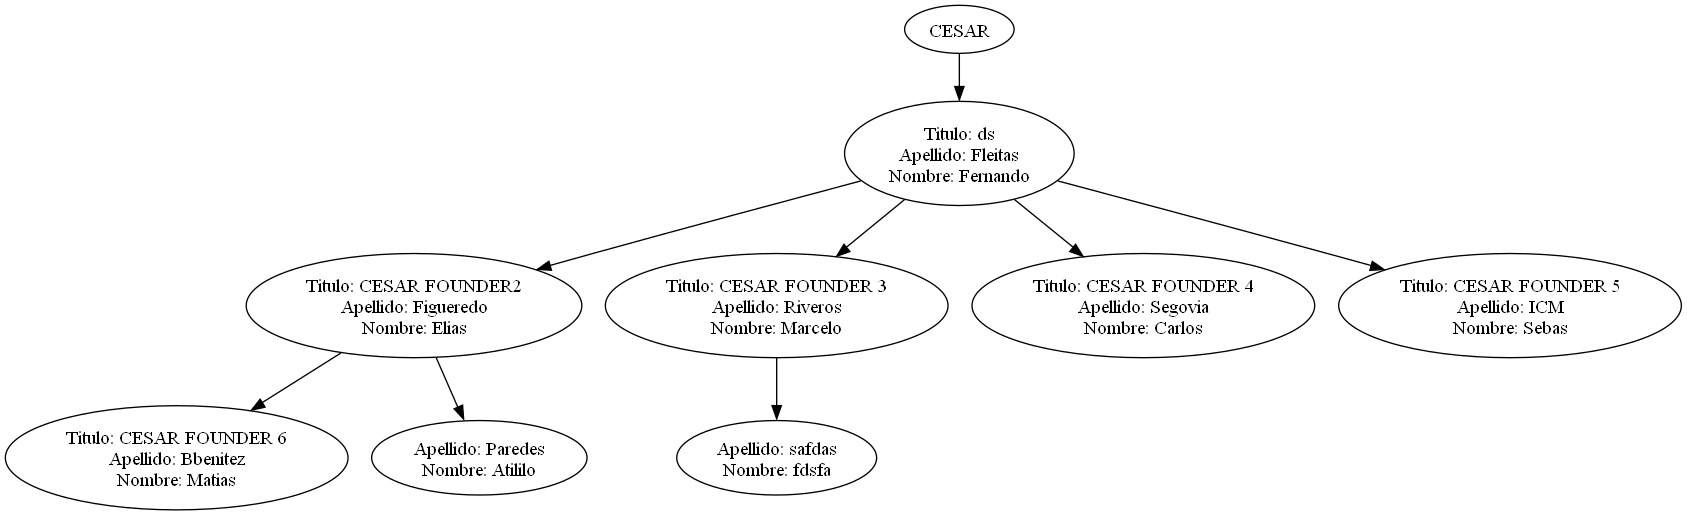 CESAR
Titulo: ds
Apellido: Fleitas
Nombre: Fernando
Titulo: CESAR FOUNDER2
Apellido: Figueredo
Nombre: Elias
Titulo: CESAR FOUNDER 3
Apellido: Riveros
Nombre: Marcelo
Titulo: CESAR FOUNDER 4
Apellido: Segovia
Nombre: Carlos
Titulo: CESAR FOUNDER 5
Apellido: ICM
Nombre: Sebas
Titulo: CESAR FOUNDER 6
Apellido: Bbenitez
Nombre: Matias
Apellido: Paredes
Nombre: Atililo
Apellido: safdas
Nombre: fdsfa